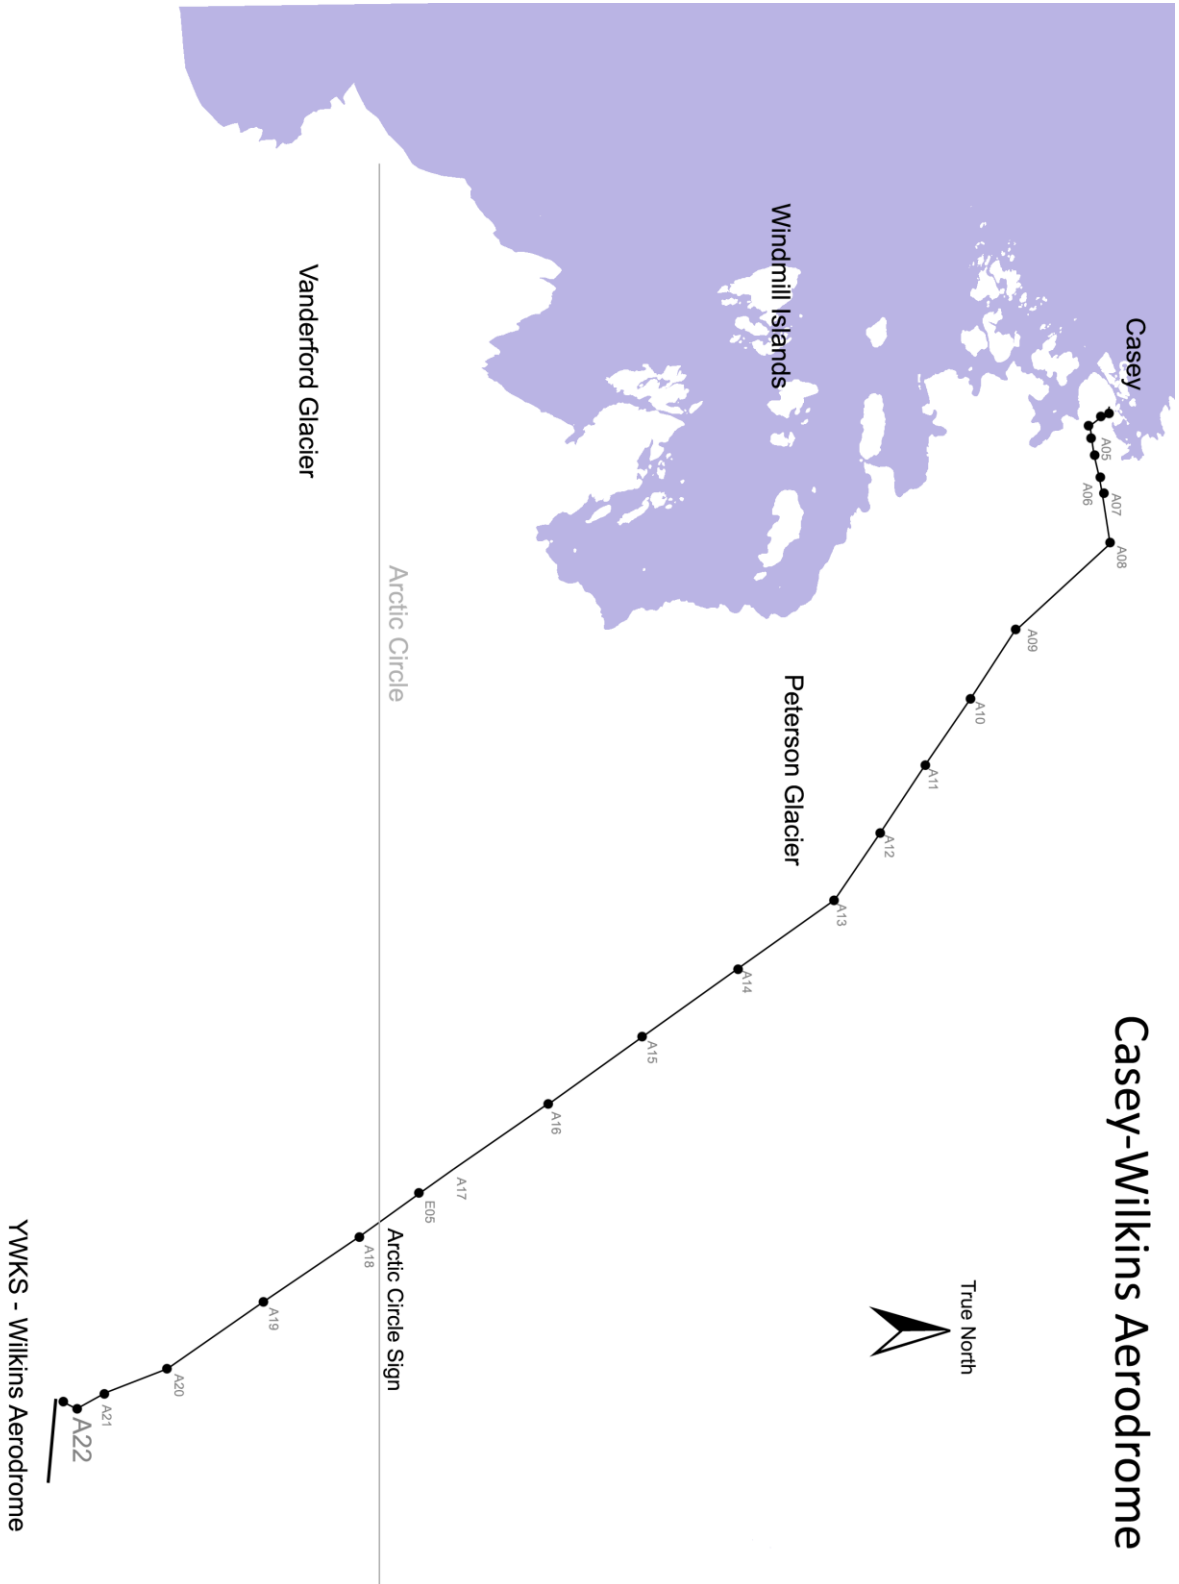 Casey-Wilkins Aerodrome
Casey
A05
A06
A07
A08
A09
A10
A11
A12
A13
A14
A15
A16
A17
E05
A18
A19
A20
A21
A22
True North
Windmill Islands
Peterson Glacier
Arctic Circle
Arctic Circle Sign
Vanderford Glacier
YWKS - Wilkins Aerodrome